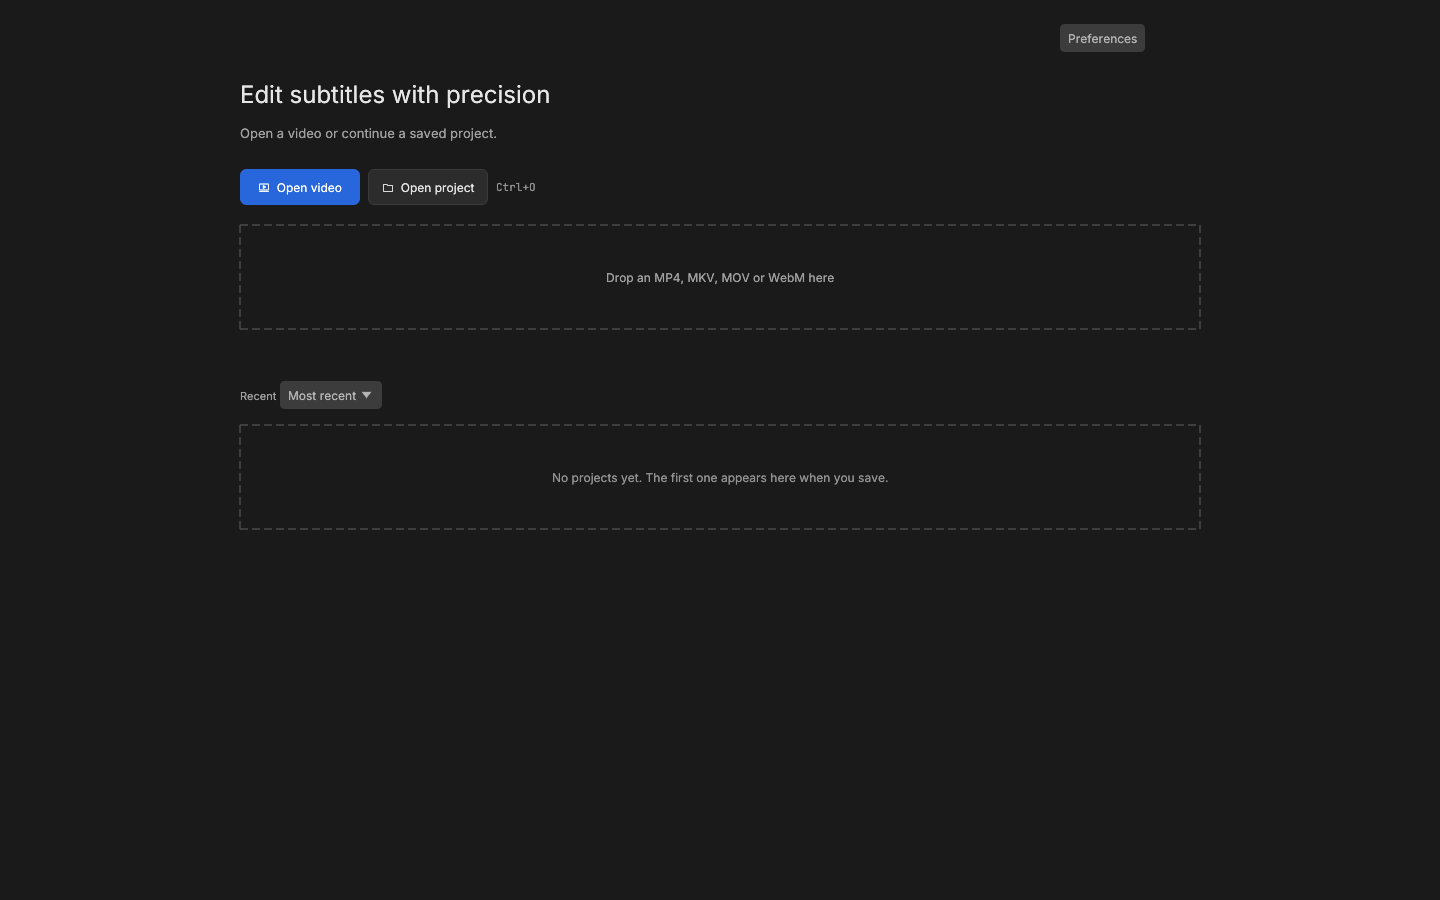 Preferences
Edit subtitles with precision
Open a video or continue a saved project.
Open video
Open project
Ctrl+O
Drop an MP4, MKV, MOV or WebM here
Recent
Most recent
No projects yet. The first one appears here when you save.